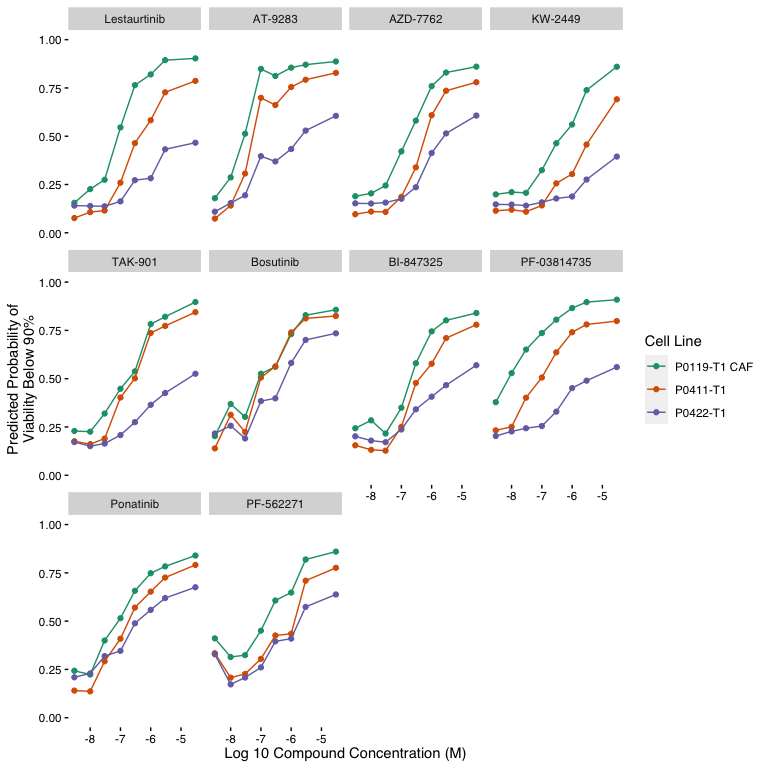 Lestaurtinib AT-9283 AZD-7762 KW-2449
1.00
0.75
0.50
0.25
0.00
TAK-901 Bosutinib BI-847325 PF-03814735
1.00
0.75
0.50
0.25
0.00
-8 -7 -6 -5 -8 -7 -6 -5
Ponatinib PF-562271
1.00
0.75
0.50
0.25
0.00
-8 -7 -6 -5 -8 -7 -6 -5
Log 10 Compound Concentration (M)
Predicted Probability of
Viability Below 90%
Cell Line
P0119-T1 CAF
P0411-T1
P0422-T1